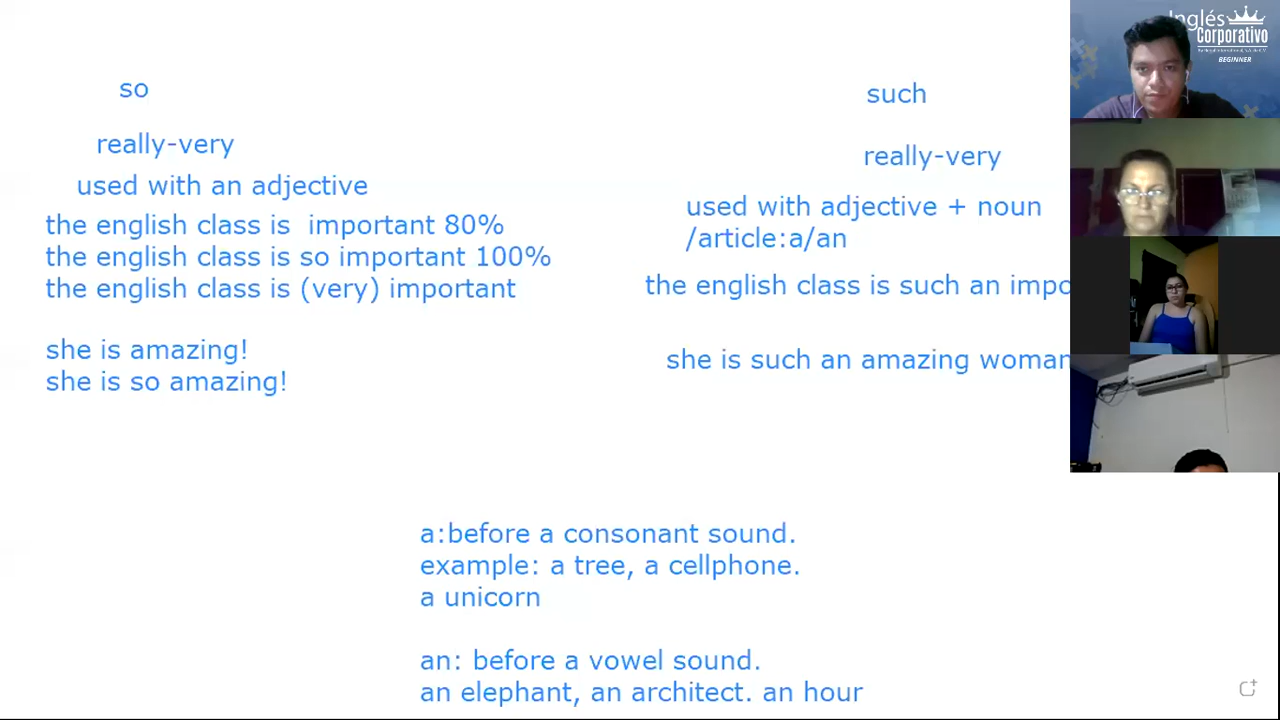 so
really-very
used with an adjective
the english class is  important 80%
the english class is so important 100%
the english class is (very) important
she is amazing!
she is so amazing!
such
really-very
used with adjective + noun
/article:a/an
the english class is such an
she is such an amazing woman
a:before a consonant sound.
example: a tree, a cellphone.
a unicorn
an: before a vowel sound.
an elephant, an architect. an hour
Inglés
Corporativo
BEGINNER